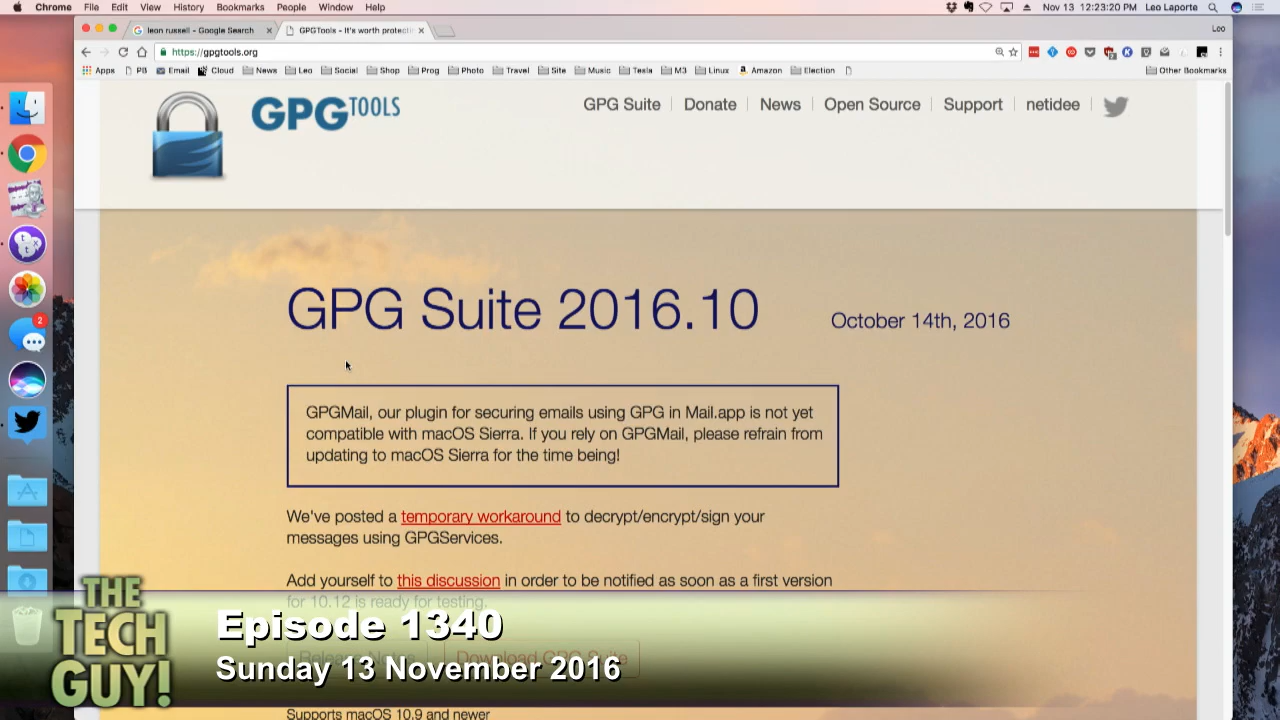 Chrome File Edit View History Bookmarks People Window Help Nov 13 12:23:20 PM Leo Laporte
leon russell - Google Search
GPGTools - It's worth protectin
Leo
https://gpgtools.org
Apps PB Email Cloud News Leo Social Shop Prog Photo Travel Site Music Tesla M3 Linux Amazon Election Other Bookmarks
GPGTOOLS
GPG Suite Donate News Open Source Support netidee
GPG Suite 2016.10
October 14th, 2016
GPGMail, our plugin for securing emails using GPG in Mail.app is not yet
compatible with macOS Sierra. If you rely on GPGMail, please refrain from
updating to macOS Sierra for the time being!
We've posted a temporary workaround to decrypt/encrypt/sign your
messages using GPGServices.
Add yourself to this discussion in order to be notified as soon as a first version
for 10.12 is ready for testing.
2
THE
TECH
GUY!
Episode 1340
Sunday 13 November 2016
Release Notes
Download GPG Suite
Supports macOS 10.9 and newer